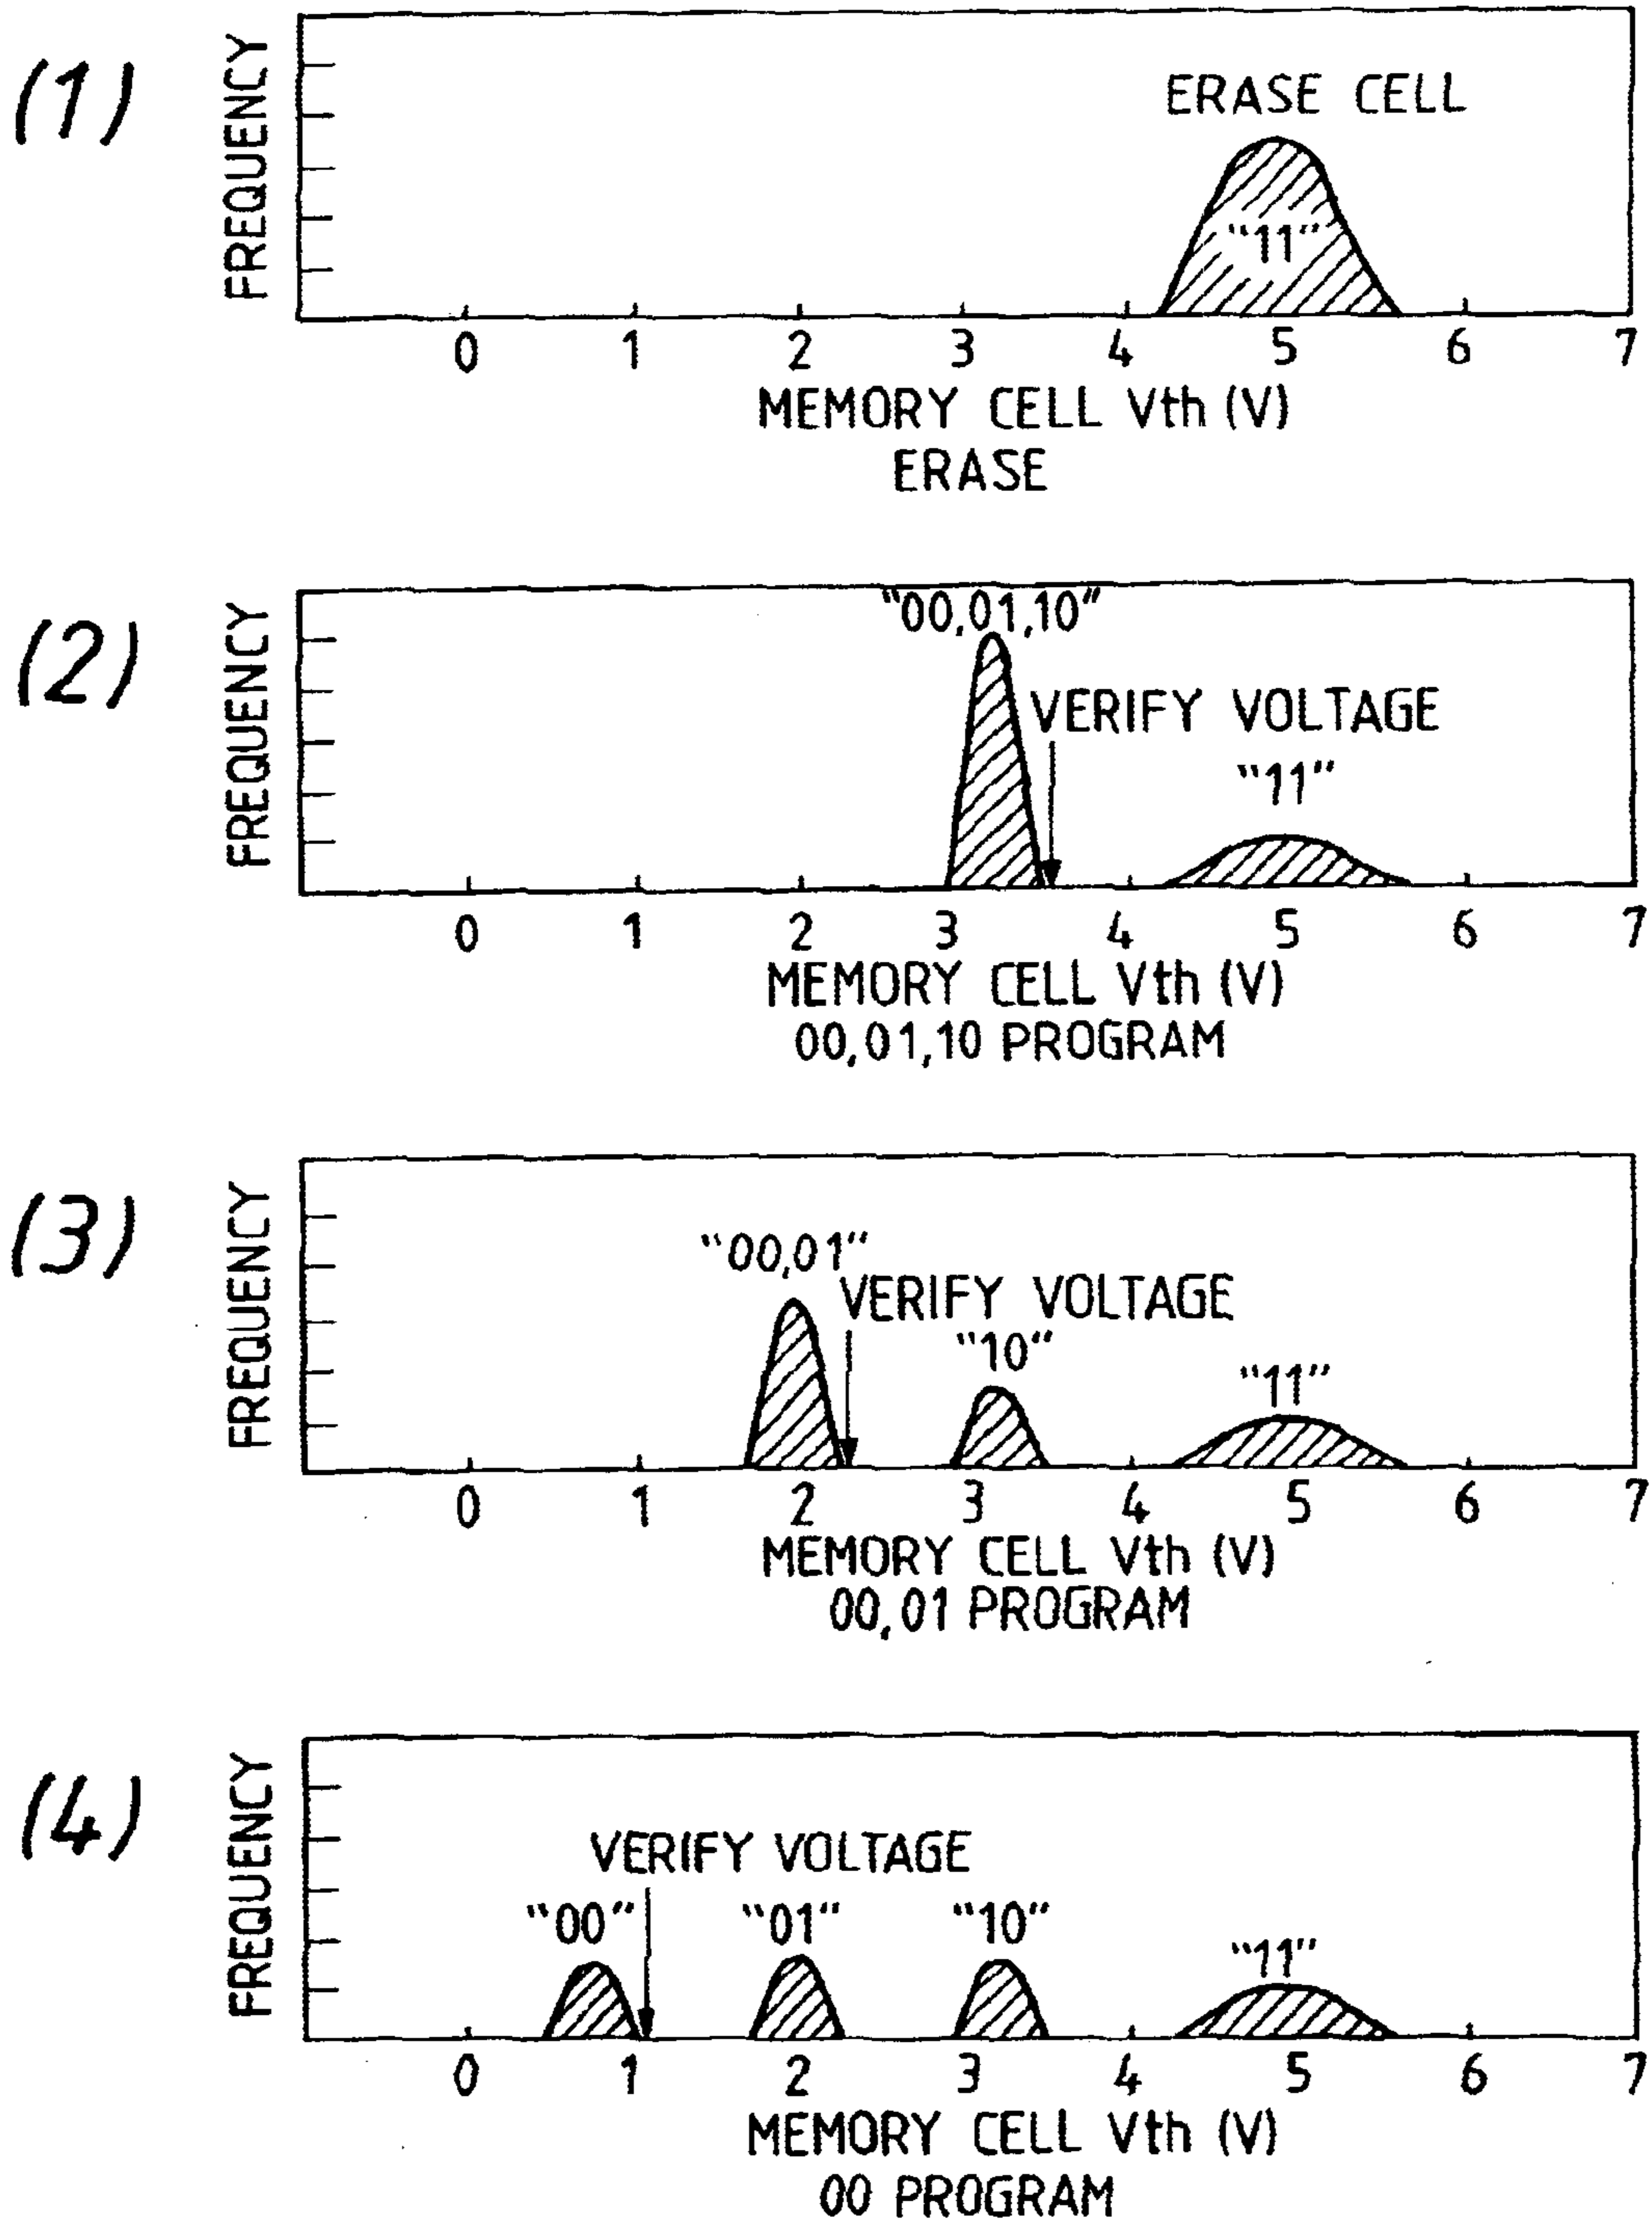 (1)
FREQUENCY
ERASE CELL
"11"
0 1 2 3 4 5 6 7
MEMORY CELL Vth (V)
ERASE
(2)
FREQUENCY
"00,01,10"
VERIFY VOLTAGE
"11"
0 1 2 3 4 5 6 7
MEMORY CELL Vth (V)
00,01,10 PROGRAM
(3)
FREQUENCY
"00,01"
VERIFY VOLTAGE
"10"
"11"
0 1 2 3 4 5 6 7
MEMORY CELL Vth (V)
00,01 PROGRAM
(4)
FREQUENCY
VERIFY VOLTAGE
"00" "01" "10" "11"
0 1 2 3 4 5 6 7
MEMORY CELL Vth (V)
00 PROGRAM